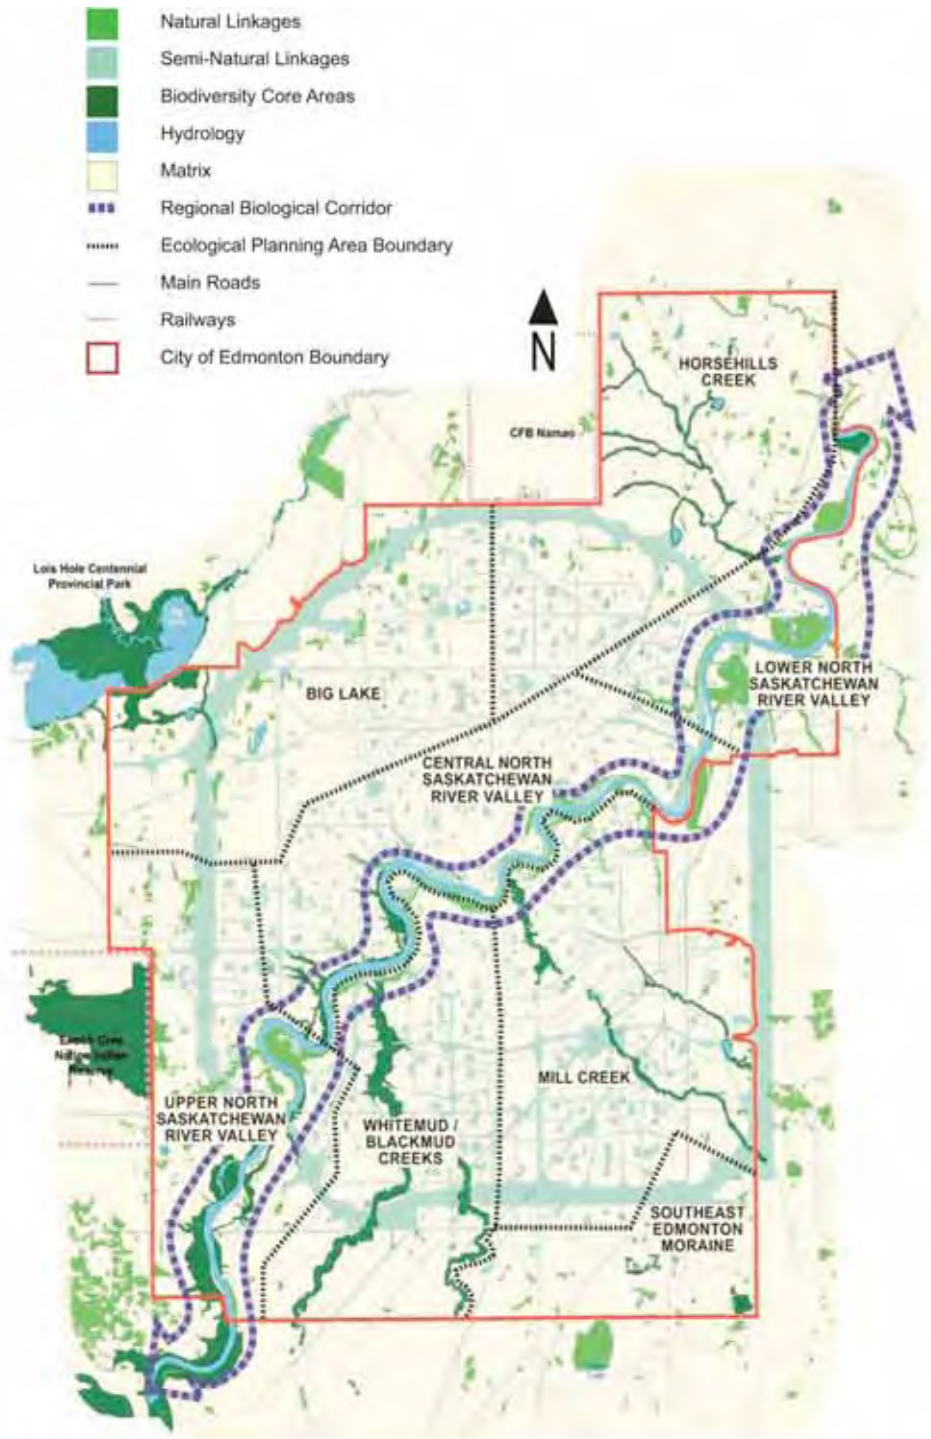 Natural Linkages
Semi-Natural Linkages
Biodiversity Core Areas
Hydrology
Matrix
Regional Biological Corridor
Ecological Planning Area Boundary
Main Roads
Railways
City of Edmonton Boundary
N
HORSEHILLS
CREEK
CFB Namao
Lois Hole Centennial
Provincial Park
BIG LAKE
LOWER NORTH
SASKATCHEWAN
RIVER VALLEY
CENTRAL NORTH
SASKATCHEWAN
RIVER VALLEY
Nation Indian
Reserve
MILL CREEK
UPPER NORTH
SASKATCHEWAN
RIVER VALLEY
WHITEMUD /
BLACKMUD
CREEKS
SOUTHEAST
EDMONTON
MORAINE